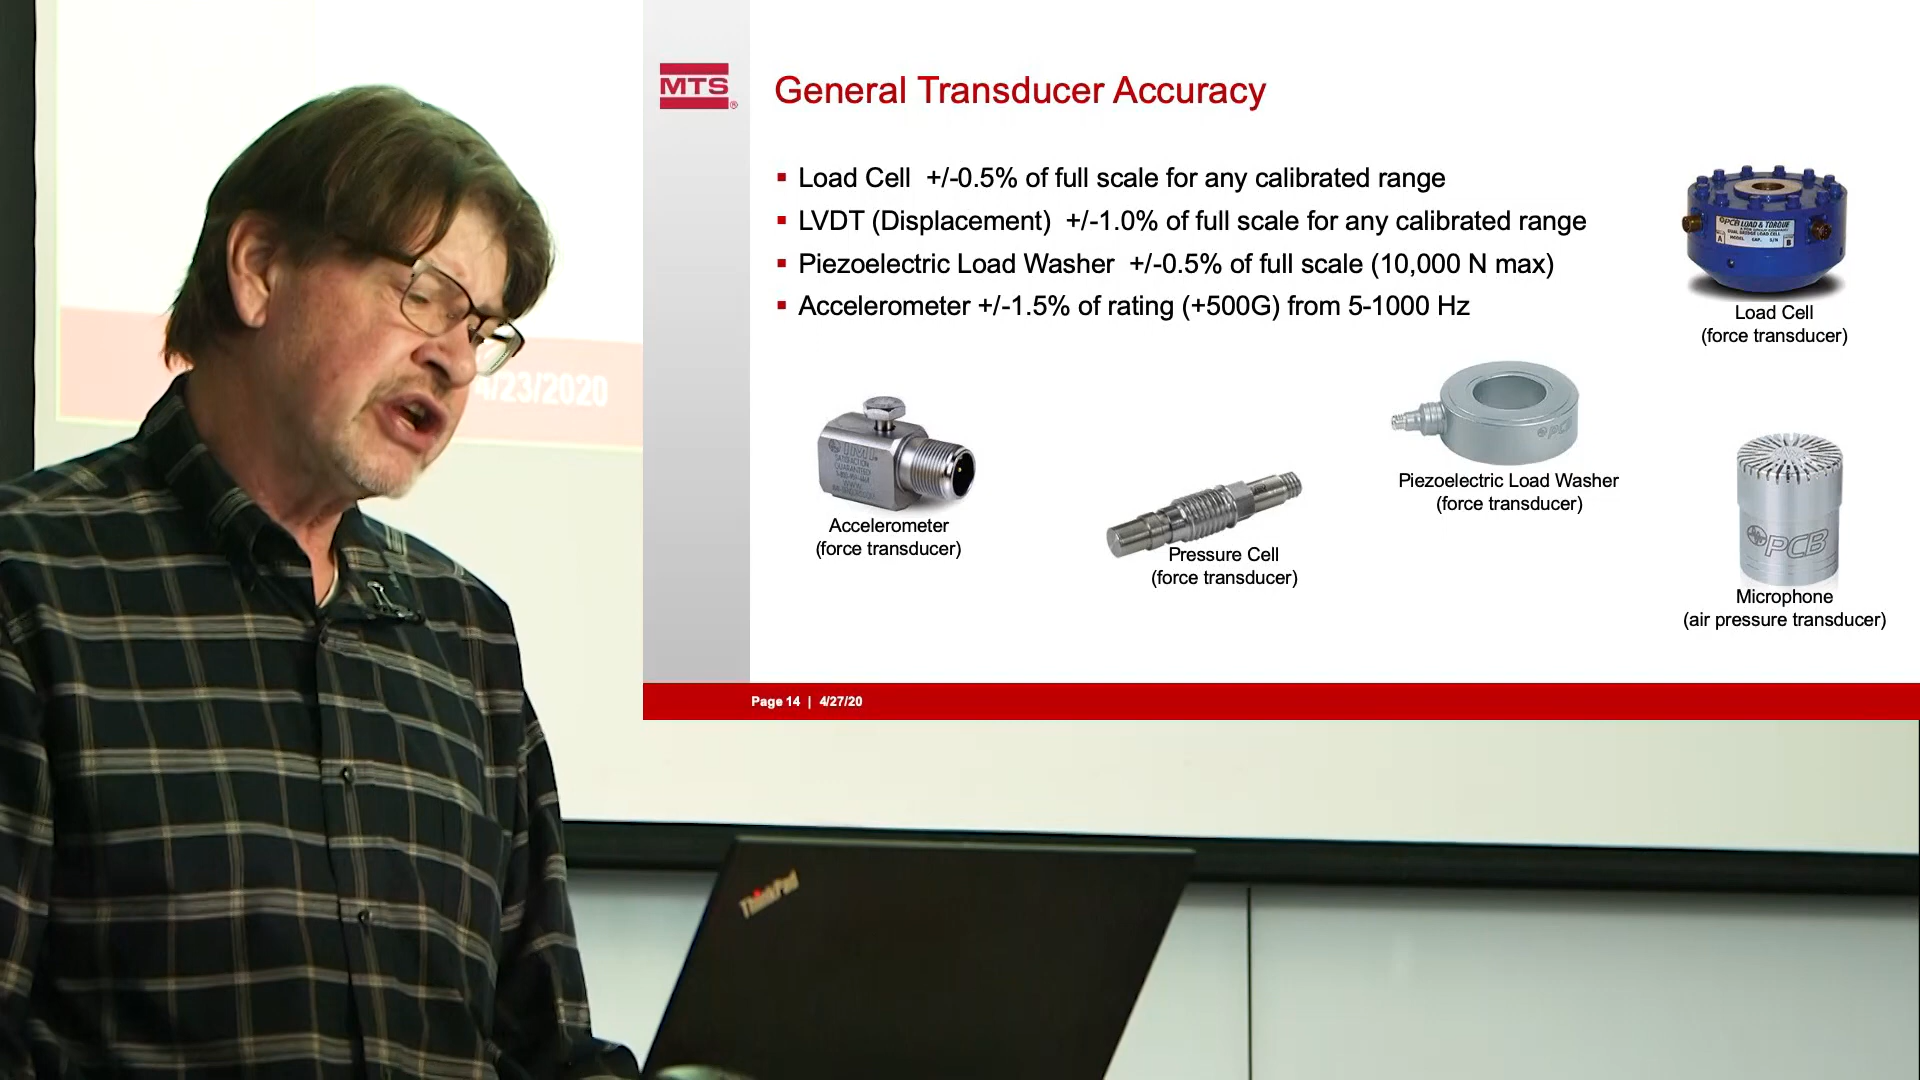 MTS
®
General Transducer Accuracy
Load Cell +/-0.5% of full scale for any calibrated range
LVDT (Displacement) +/-1.0% of full scale for any calibrated range
Piezoelectric Load Washer +/-0.5% of full scale (10,000 N max)
Accelerometer +/-1.5% of rating (+500G) from 5-1000 Hz
PCB LOAD & TORQUE
A
B
Load Cell
(force transducer)
4/23/2020
PCB
Piezoelectric Load Washer
(force transducer)
Accelerometer
(force transducer)
Pressure Cell
(force transducer)
PCB
Microphone
(air pressure transducer)
Page 14 | 4/27/20
ThinkPad